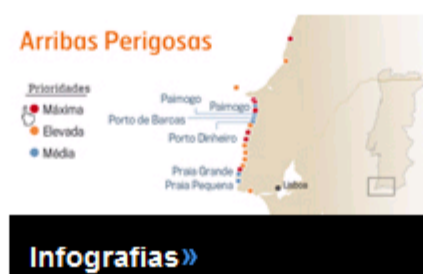 Arribas Perigosas
Prioridades
Máxima
Elevada
Média
Paimogo
Paimogo
Porto de Barcas
Porto Dinheiro
Praia Grande
Praia Pequena
Lisboa
Infografias»